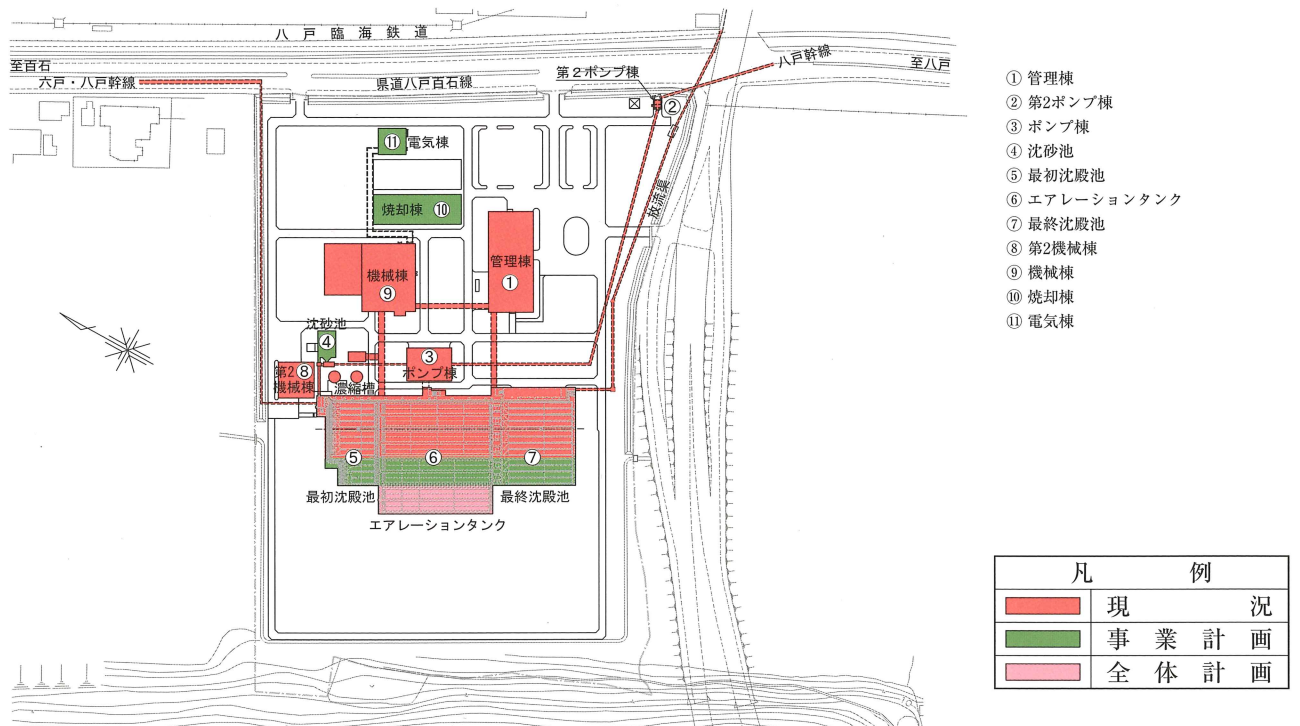 八戸臨海鉄道
至百石
六戸・八戸幹線
県道八戸百石線
第2ポンプ棟
②
八戸幹線
至八戸
⑪ 電気棟
焼却棟 ⑩
放流渠
機械棟
⑨
管理棟
①
沈砂池
④
第2 ⑧
機械棟
濃縮槽
③
ポンプ棟
⑤
⑥
⑦
最初沈殿池
最終沈殿池
エアレーションタンク
① 管理棟
② 第2ポンプ棟
③ ポンプ棟
④ 沈砂池
⑤ 最初沈殿池
⑥ エアレーションタンク
⑦ 最終沈殿池
⑧ 第2機械棟
⑨ 機械棟
⑩ 焼却棟
⑪ 電気棟
凡例
現況
事業計画
全体計画